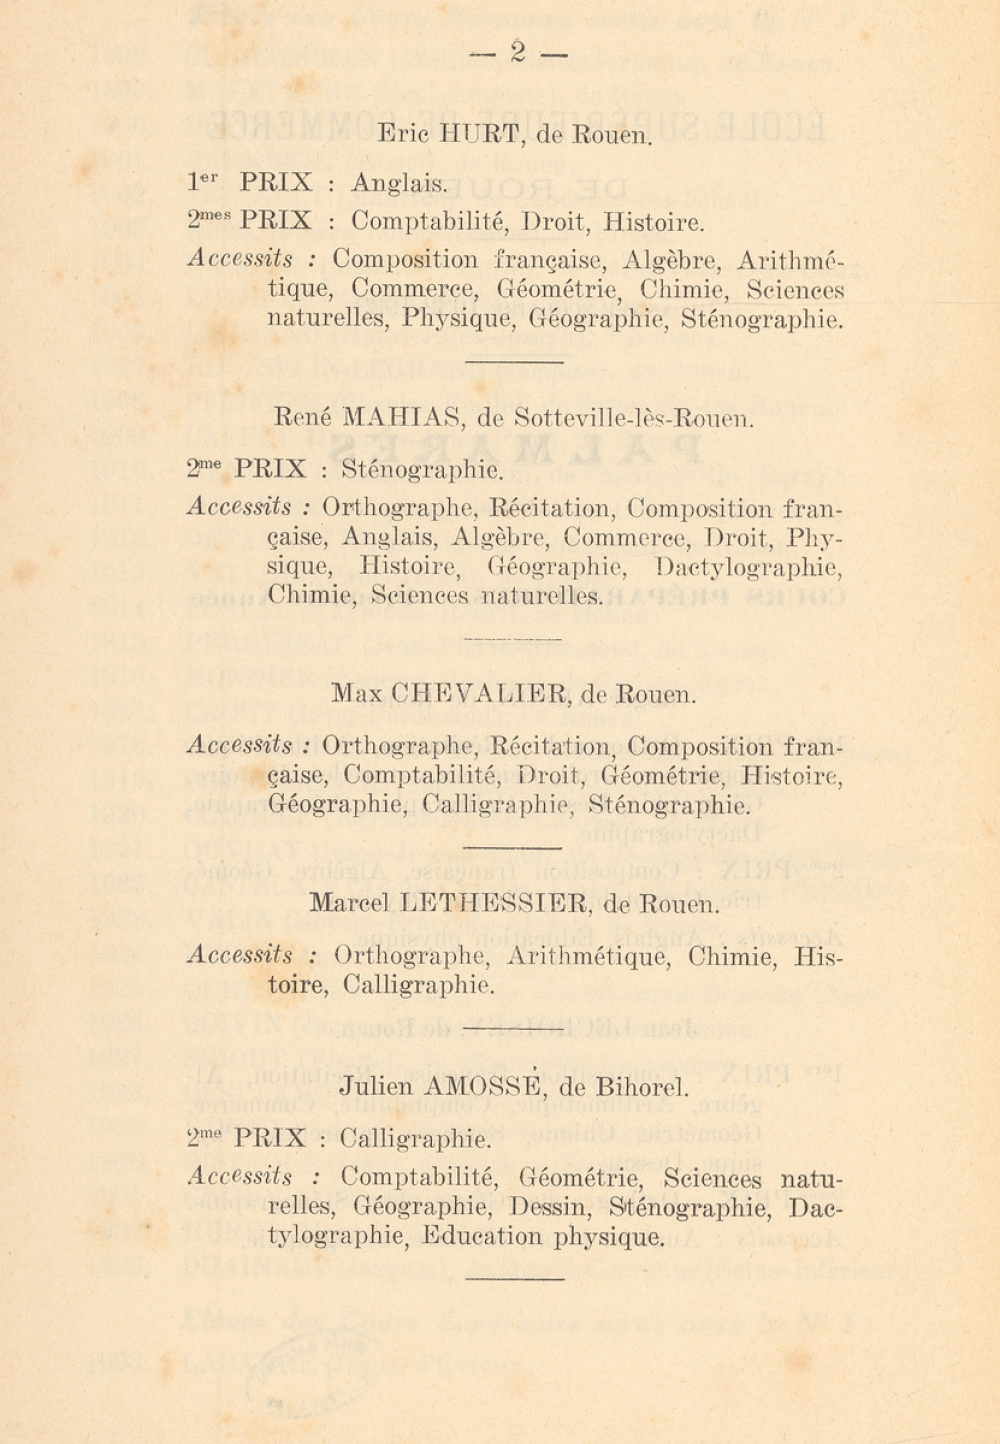 — 2 —
Eric HURT, de Rouen.
1er PRIX : Anglais.
2mes PRIX : Comptabilité, Droit, Histoire.
Accessits : Composition française, Algèbre, Arithmé-
tique, Commerce, Géométrie, Chimie, Sciences
naturelles, Physique, Géographie, Sténographie.
René MAHIAS, de Sotteville-lès-Rouen.
2me PRIX : Sténographie.
Accessits : Orthographe, Récitation, Composition fran-
çaise, Anglais, Algèbre, Commerce, Droit, Phy-
sique, Histoire, Géographie, Dactylographie,
Chimie, Sciences naturelles.
Max CHEVALIER, de Rouen.
Accessits : Orthographe, Récitation, Composition fran-
çaise, Comptabilité, Droit, Géométrie, Histoire,
Géographie, Calligraphie, Sténographie.
Marcel LETHESSIER, de Rouen.
Accessits : Orthographe, Arithmétique, Chimie, His-
toire, Calligraphie.
Julien AMOSSÉ, de Bihorel.
2me PRIX : Calligraphie.
Accessits : Comptabilité, Géométrie, Sciences natu-
relles, Géographie, Dessin, Sténographie, Dac-
tylographie, Education physique.